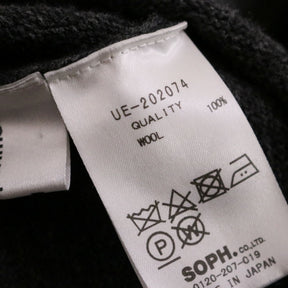 UE-202074
QUALITY
WOOL 100%
P W
SOPH. CO.,LTD.
0120-207-019
MADE IN JAPAN